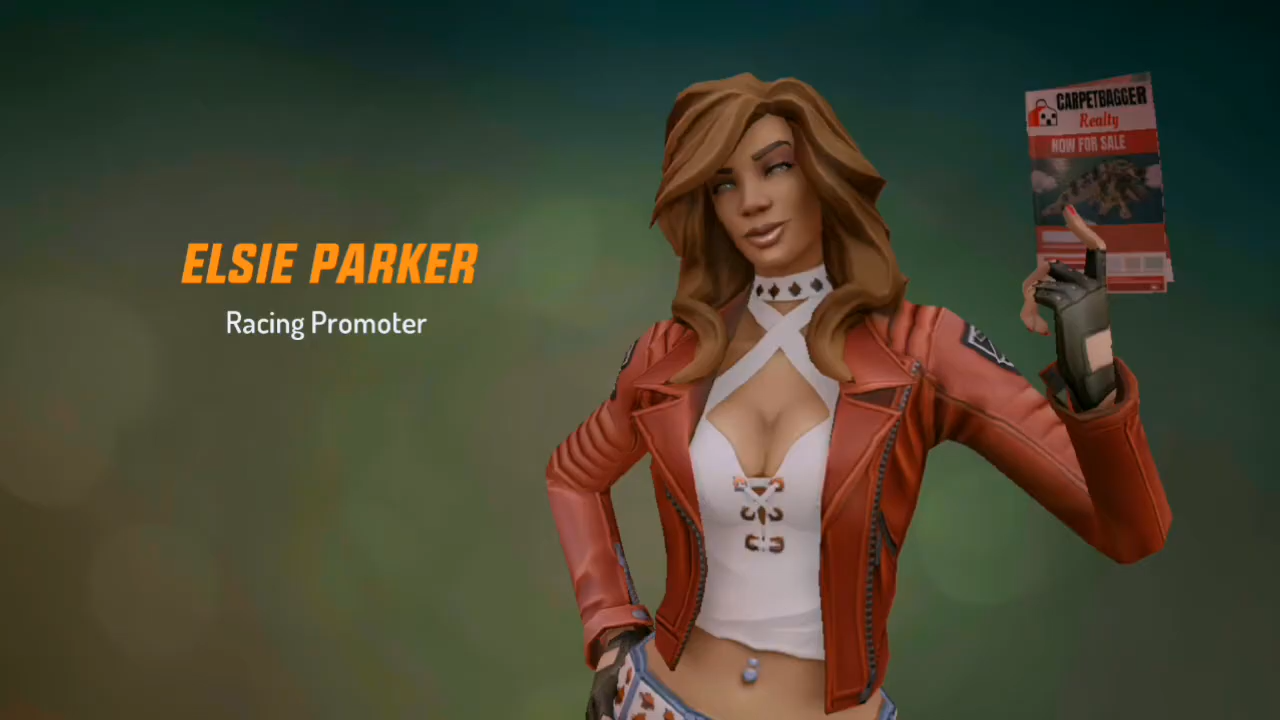 ELSIE PARKER
Racing Promoter
CARPETBAGGER
Realty
NOW FOR SALE